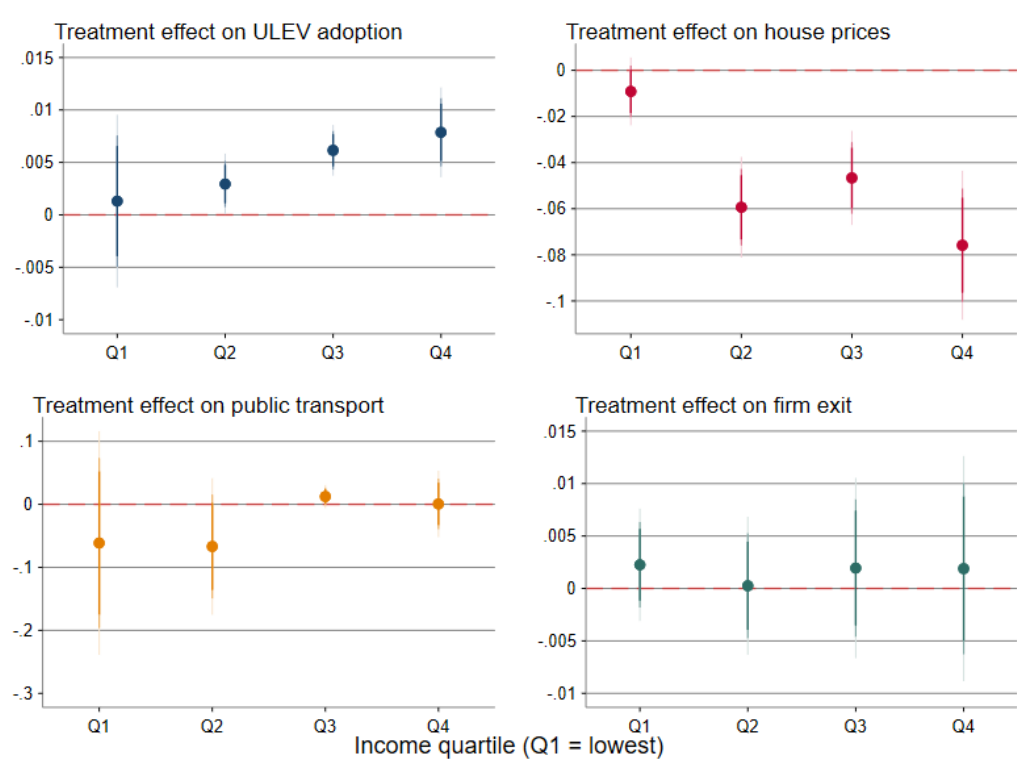 Treatment effect on ULEV adoption
.015
.01
.005
0
-.005
-.01
Q1 Q2 Q3 Q4
Treatment effect on house prices
0
-.02
-.04
-.06
-.08
-.1
Q1 Q2 Q3 Q4
Treatment effect on public transport
.1
0
-.1
-.2
-.3
Q1 Q2 Q3 Q4
Treatment effect on firm exit
.015
.01
.005
0
-.005
-.01
Q1 Q2 Q3 Q4
Income quartile (Q1 = lowest)